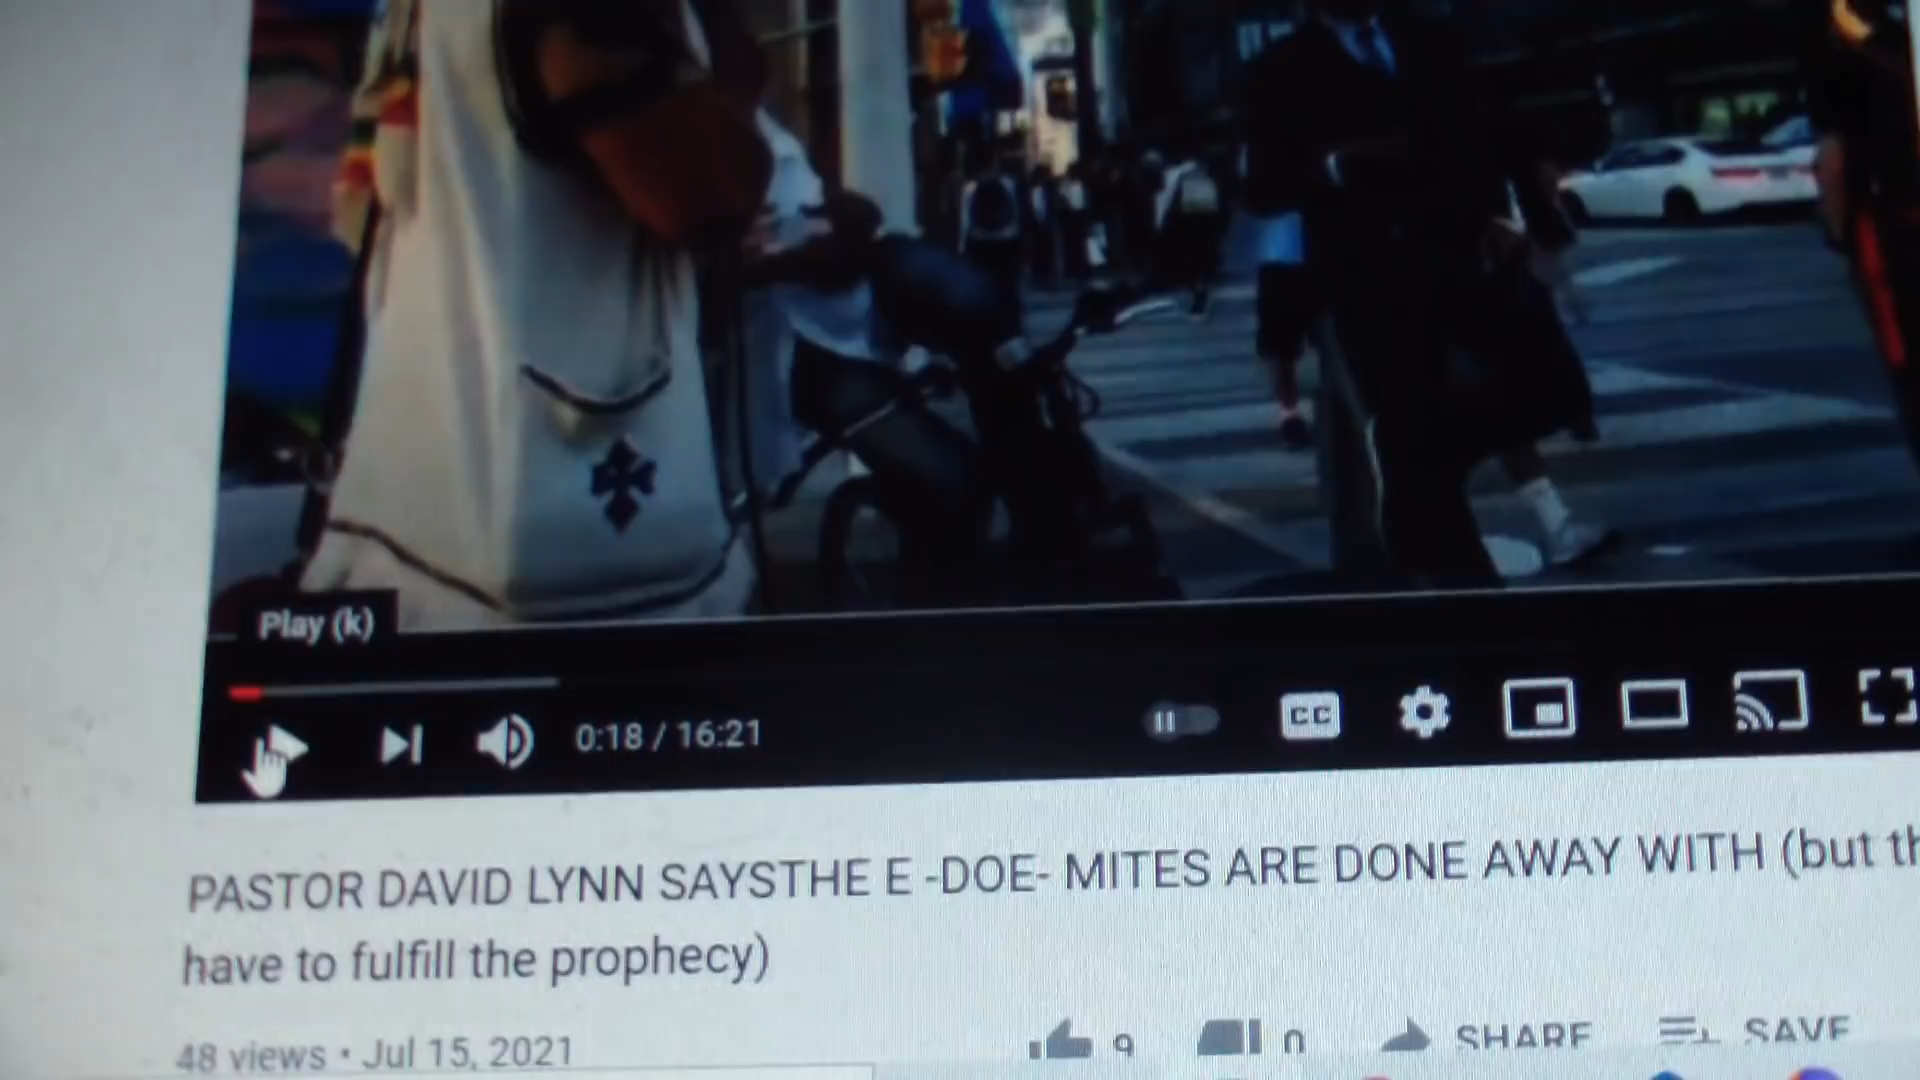 Play (k)
0:18 / 16:21
CC
PASTOR DAVID LYNN SAYSTHE E -DOE- MITES ARE DONE AWAY WITH (but th
have to fulfill the prophecy)
48 views • Jul 15, 2021
9 0 SHARE SAVE